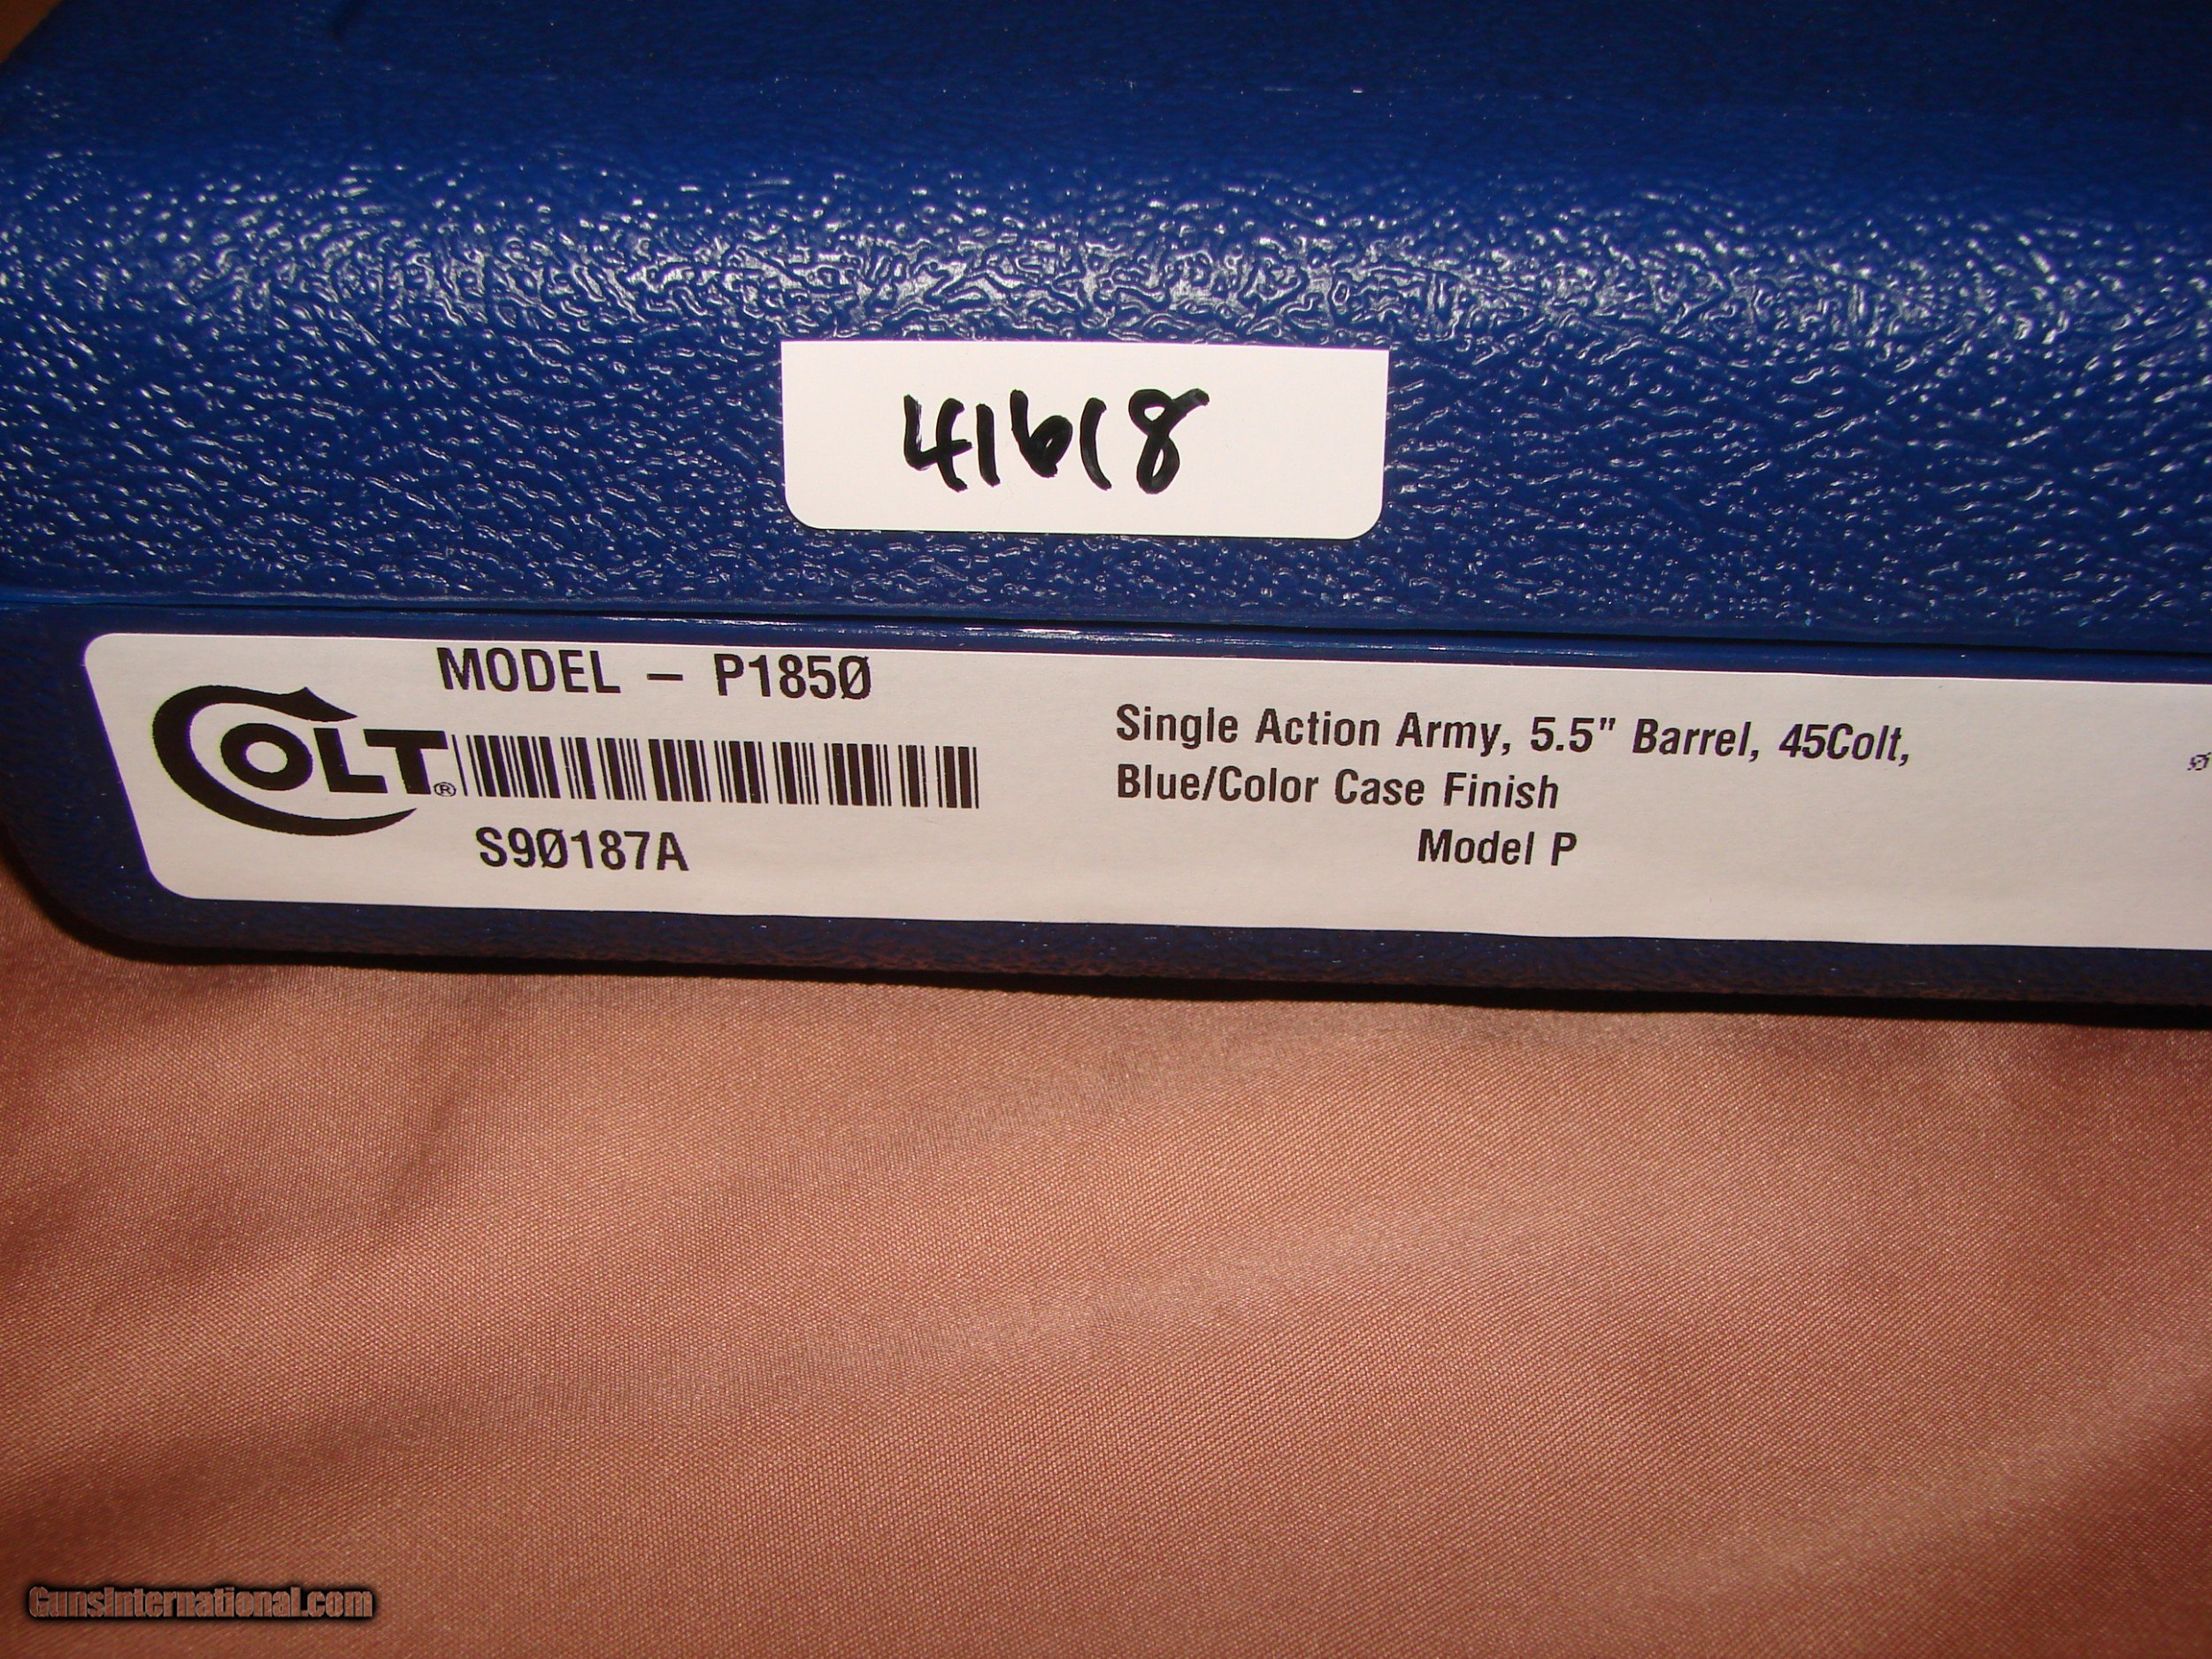 41618
MODEL – P185Ø
COLT®
S9Ø187A
Single Action Army, 5.5" Barrel, 45Colt,
Blue/Color Case Finish
Model P
GunsInternational.com